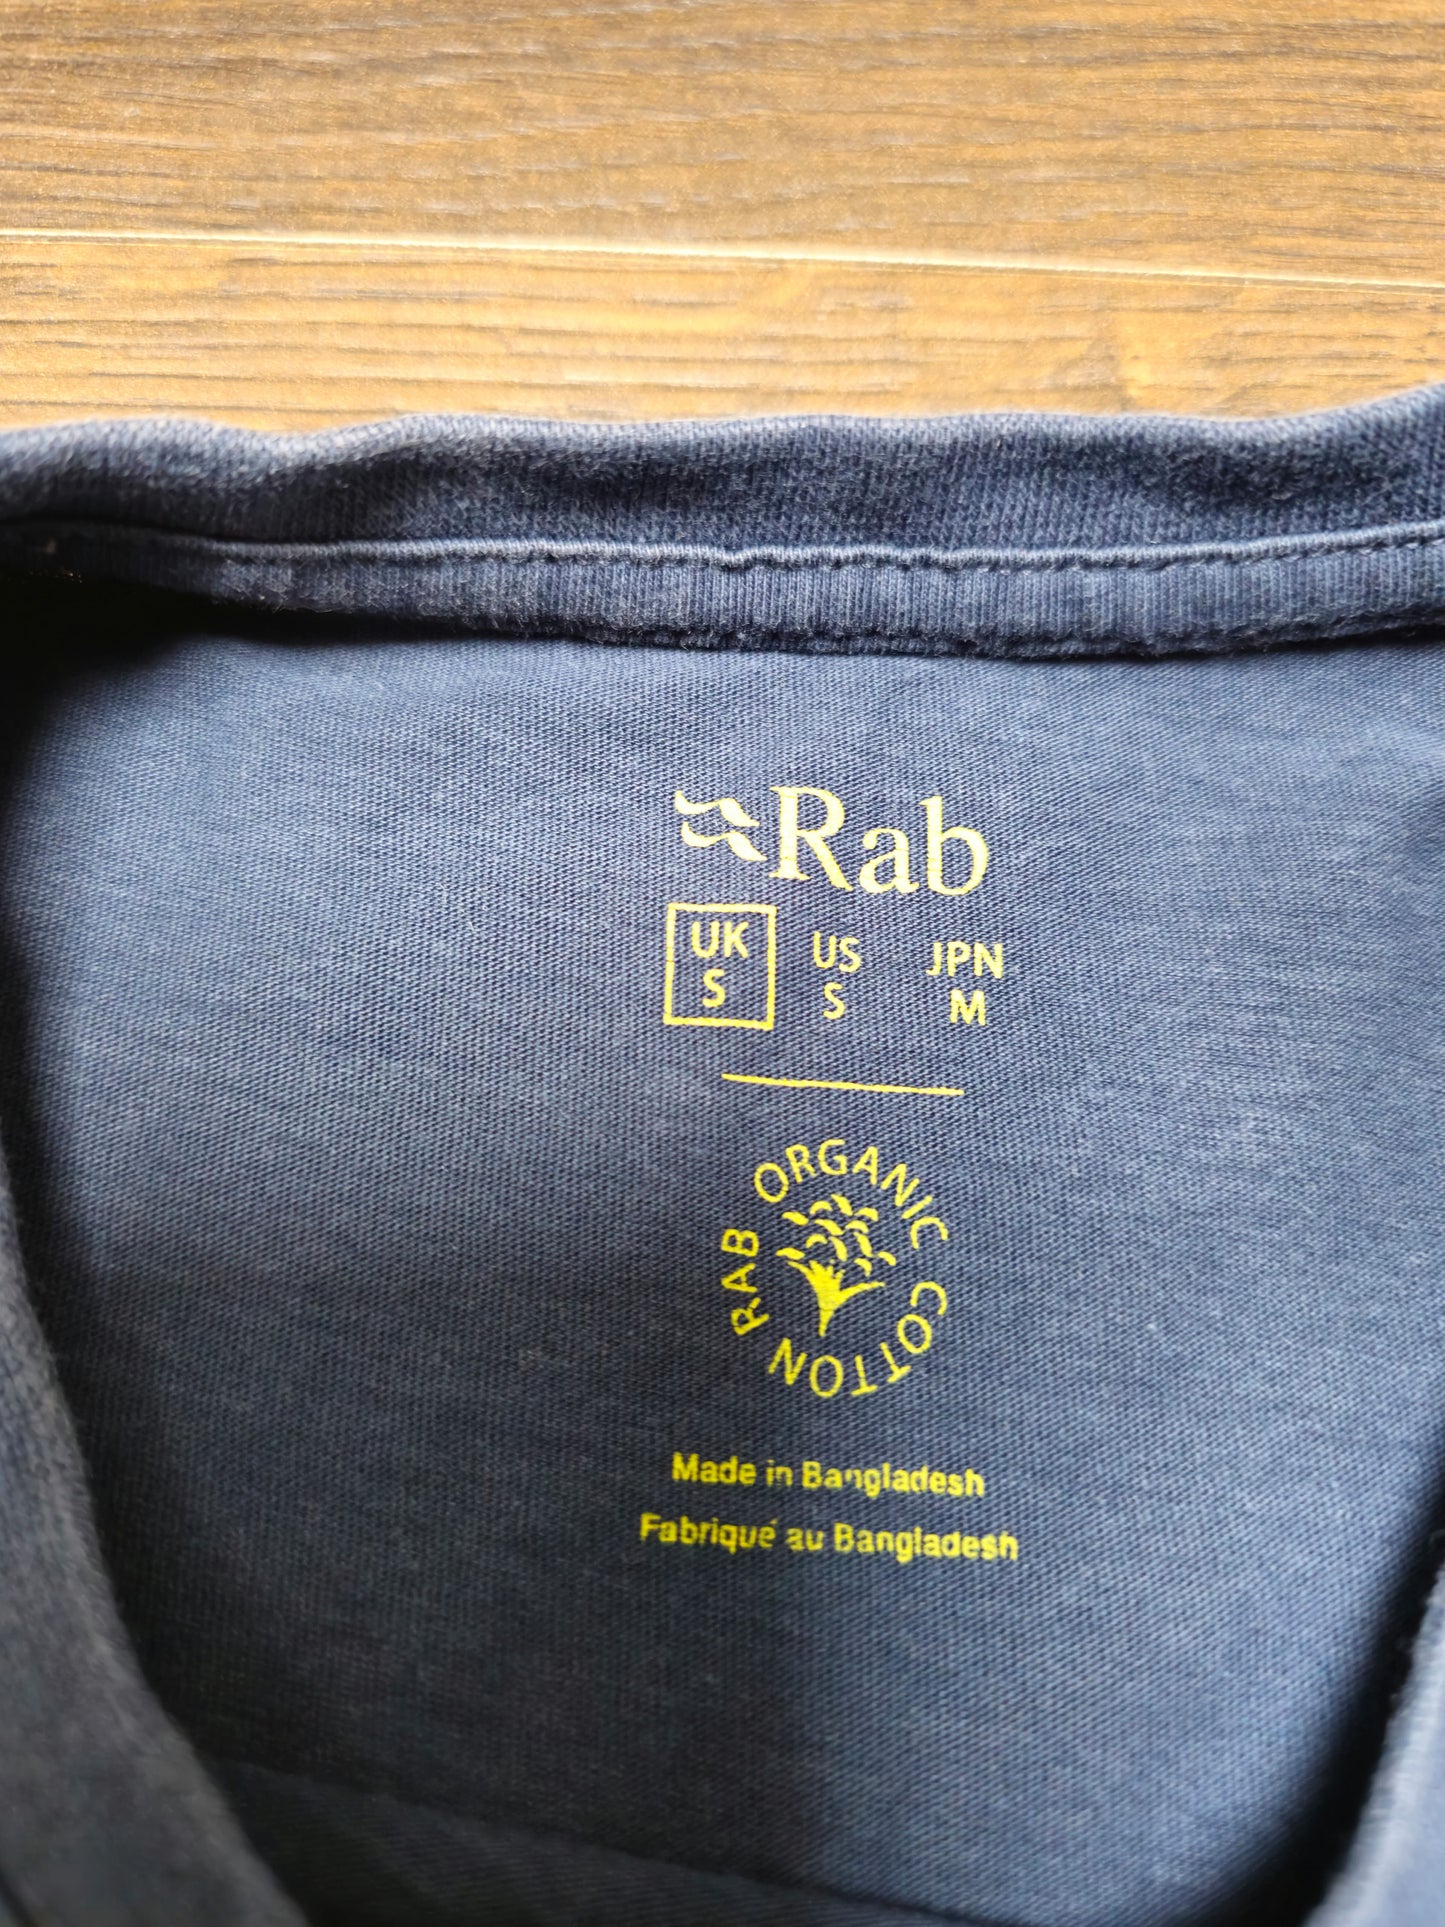 Rab
UK US JPN
S S M
RAB ORGANIC COTTON
Made in Bangladesh
Fabriqué au Bangladesh